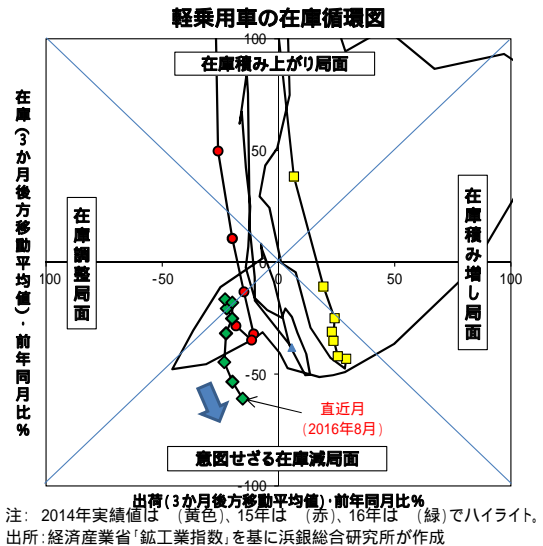 軽乗用車の在庫循環図
100
在庫積み上がり局面
在庫(3か月後方移動平均値)・前年同月比%
50
在庫調整局面
在庫積み増し局面
0
100
-50
0
50
100
-50
直近月
(2016年8月)
意図せざる在庫減局面
-100
出荷(3か月後方移動平均値)・前年同月比%
注: 2014年実績値は (黄色)、15年は (赤)、16年は (緑)でハイライト。
出所:経済産業省「鉱工業指数」を基に浜銀総合研究所が作成